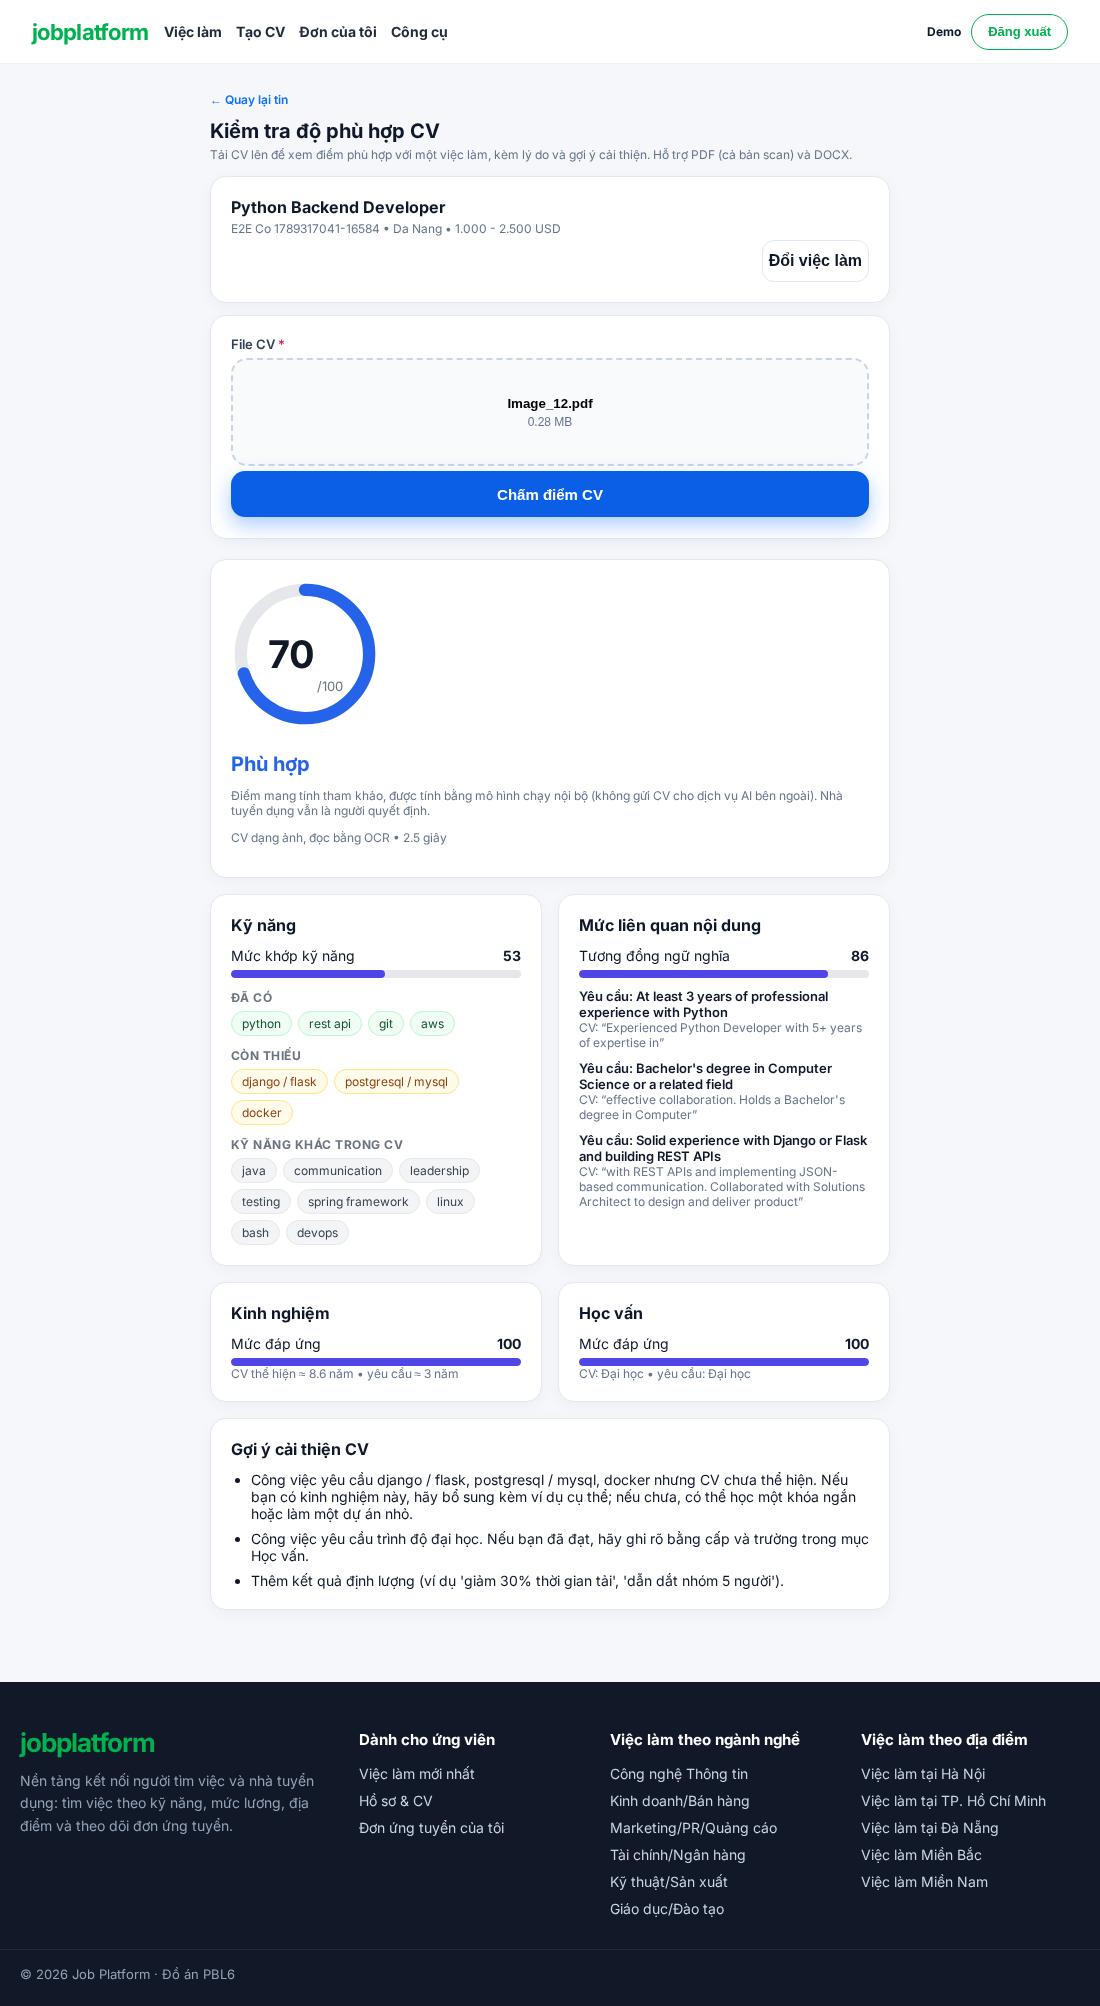 jobplatform Việc làm Tạo CV Đơn của tôi Công cụ Demo Đăng xuất
← Quay lại tin
Kiểm tra độ phù hợp CV
Tải CV lên để xem điểm phù hợp với một việc làm, kèm lý do và gợi ý cải thiện. Hỗ trợ PDF (cả bản scan) và DOCX.
Python Backend Developer
E2E Co 1789317041-16584 • Da Nang • 1.000 - 2.500 USD
Đổi việc làm
File CV *
Image_12.pdf
0.28 MB
Chấm điểm CV
70
/100
Phù hợp
Điểm mang tính tham khảo, được tính bằng mô hình chạy nội bộ (không gửi CV cho dịch vụ AI bên ngoài). Nhà
tuyển dụng vẫn là người quyết định.
CV dạng ảnh, đọc bằng OCR • 2.5 giây
Kỹ năng
Mức khớp kỹ năng 53
ĐÃ CÓ
python rest api git aws
CÒN THIẾU
django / flask postgresql / mysql
docker
KỸ NĂNG KHÁC TRONG CV
java communication leadership
testing spring framework linux
bash devops
Mức liên quan nội dung
Tương đồng ngữ nghĩa 86
Yêu cầu: At least 3 years of professional
experience with Python
CV: “Experienced Python Developer with 5+ years
of expertise in”
Yêu cầu: Bachelor's degree in Computer
Science or a related field
CV: “effective collaboration. Holds a Bachelor's
degree in Computer”
Yêu cầu: Solid experience with Django or Flask
and building REST APIs
CV: “with REST APIs and implementing JSON-
based communication. Collaborated with Solutions
Architect to design and deliver product”
Kinh nghiệm
Mức đáp ứng 100
CV thể hiện ≈ 8.6 năm • yêu cầu ≈ 3 năm
Học vấn
Mức đáp ứng 100
CV: Đại học • yêu cầu: Đại học
Gợi ý cải thiện CV
• Công việc yêu cầu django / flask, postgresql / mysql, docker nhưng CV chưa thể hiện. Nếu
bạn có kinh nghiệm này, hãy bổ sung kèm ví dụ cụ thể; nếu chưa, có thể học một khóa ngắn
hoặc làm một dự án nhỏ.
• Công việc yêu cầu trình độ đại học. Nếu bạn đã đạt, hãy ghi rõ bằng cấp và trường trong mục
Học vấn.
• Thêm kết quả định lượng (ví dụ 'giảm 30% thời gian tải', 'dẫn dắt nhóm 5 người').
jobplatform
Nền tảng kết nối người tìm việc và nhà tuyển
dụng: tìm việc theo kỹ năng, mức lương, địa
điểm và theo dõi đơn ứng tuyển.
Dành cho ứng viên
Việc làm mới nhất
Hồ sơ & CV
Đơn ứng tuyển của tôi
Việc làm theo ngành nghề
Công nghệ Thông tin
Kinh doanh/Bán hàng
Marketing/PR/Quảng cáo
Tài chính/Ngân hàng
Kỹ thuật/Sản xuất
Giáo dục/Đào tạo
Việc làm theo địa điểm
Việc làm tại Hà Nội
Việc làm tại TP. Hồ Chí Minh
Việc làm tại Đà Nẵng
Việc làm Miền Bắc
Việc làm Miền Nam
© 2026 Job Platform · Đồ án PBL6